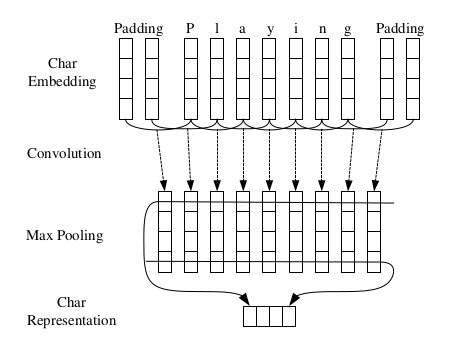 Padding P l a y i n g Padding
Char
Embedding
Convolution
Max Pooling
Char
Representation